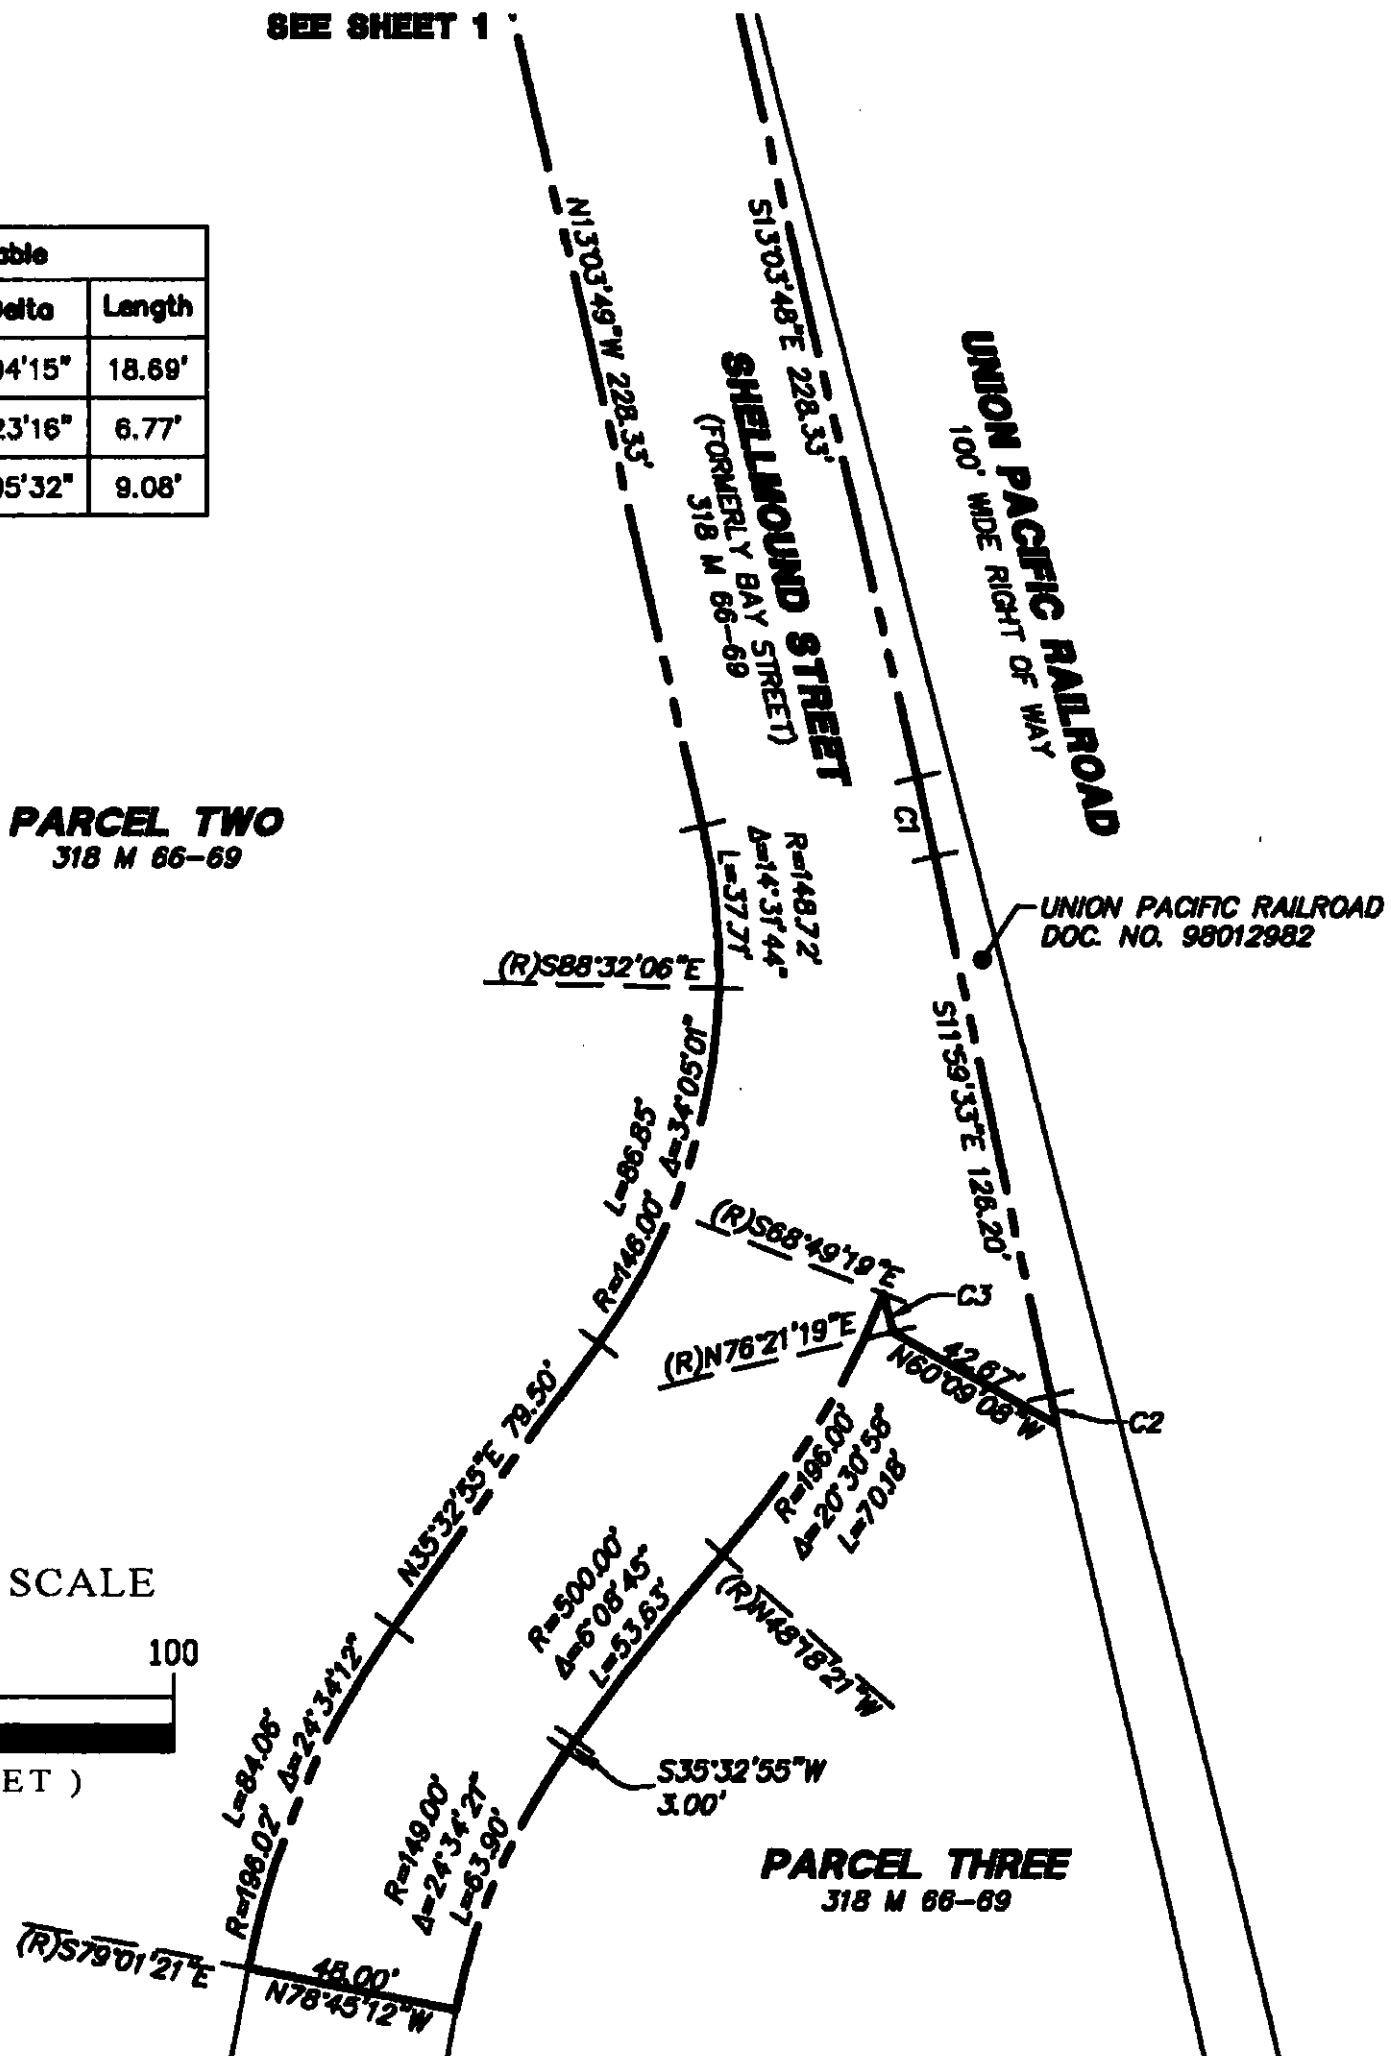 SEE SHEET 1
Length
04'15" 18.69'
23'16" 6.77'
05'32" 9.08'
N13°03'49"W 228.33'
S13°03'48"E 228.33'
SHELLMOUND STREET
(FORMERLY BAY STREET)
318 M 66-69
UNION PACIFIC RAILROAD
100' WIDE RIGHT OF WAY
C1
PARCEL TWO
318 M 66-69
R=148.72'
Δ=14°31'44"
L=37.71'
UNION PACIFIC RAILROAD
DOC. NO. 98012982
(R)S88°32'06"E
S11°59'33"E 126.20'
L=86.85'
R=146.00' Δ=34°05'01"
(R)S68°49'19"E
C3
(R)N76°21'19"E
42.67'
N60°09'08"W
C2
N35°32'55"E 79.50'
R=196.00'
Δ=20°30'58"
L=70.18'
R=500.00'
Δ=6°08'45"
L=53.63'
(R)N48°18'21"W
SCALE
100
ET )
L=84.06'
R=196.02' Δ=24°34'12"
S35°32'55"W
3.00'
R=149.00'
Δ=24°34'21"
L=63.90'
PARCEL THREE
318 M 66-69
(R)S79°01'21"E
48.00'
N78°45'12"W